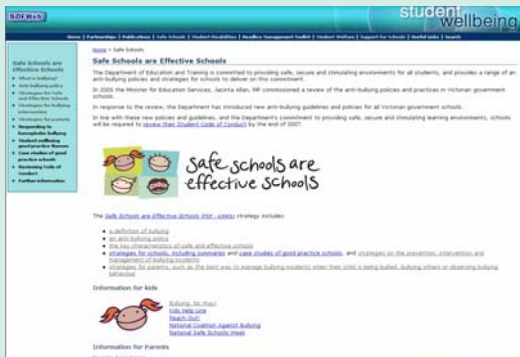 SOFWeb
student wellbeing
Home | Partnerships | Publications | Safe Schools | Student Disabilities | Headlice Management Toolkit | Student Welfare | Support for Schools | Useful Links | Search
Home > Safe Schools
Safe Schools are
Effective Schools
What is bullying?
Anti-bullying policy
Strategies for Safe
and Effective Schools
Strategies for bullying
intervention
Strategies for parents
Responding to
homophobic bullying
Student wellbeing
good practice themes
Case studies of good
practice schools
Reviewing Code of
Conduct
Further information
Safe Schools are Effective Schools
The Department of Education and Training is committed to providing safe, secure and stimulating environments for all students, and provides a range of
anti-bullying policies and strategies for schools to deliver on this commitment.
In 2005 the Minister for Education Services, Jacinta Allan, MP commissioned a review of the anti-bullying policies and practices in Victorian government
schools.
In response to the review, the Department has introduced new anti-bullying guidelines and policies for all Victorian government schools.
In line with these new policies and guidelines, and the Department's commitment to providing safe, secure and stimulating learning environments, schools
will be required to review their Student Code of Conduct by the end of 2007.
safe schools are
effective schools
The Safe Schools are Effective Schools (PDF - ) strategy includes:
a definition of bullying
an anti-bullying policy
the key characteristics of safe and effective schools
strategies for schools, including summaries and case studies of good practice schools, and strategies on the prevention, intervention and
management of bullying incidents
strategies for parents, such as the best way to manage bullying incidents when their child is being bullied, bullying others or observing bullying
behaviour
Information for kids
Bullying. No Way!
Kids Help Line
Reach Out!
National Coalition Against Bullying
National Safe Schools Week
Information for Parents